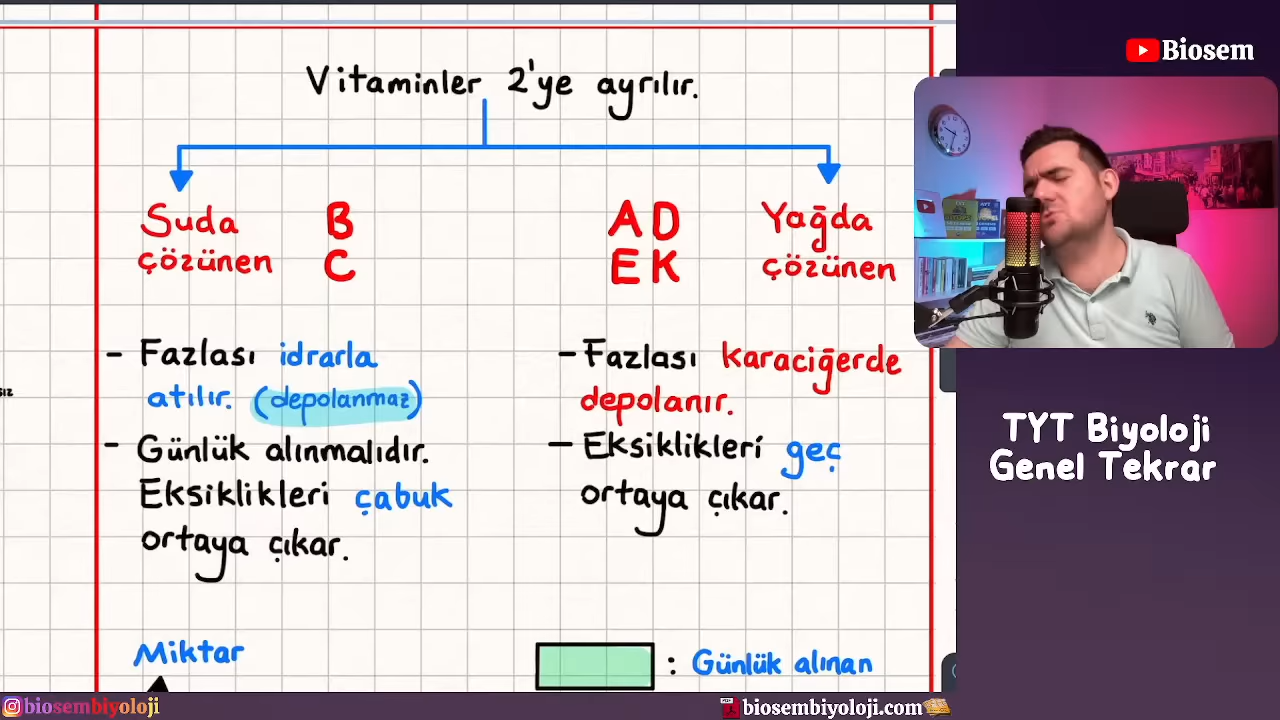 Vitaminler 2'ye ayrılır.
Suda
çözünen
B
C
A D
E K
Yağda
çözünen
- Fazlası idrarla
atılır. (depolanmaz)
- Günlük alınmalıdır.
Eksiklikleri çabuk
ortaya çıkar.
- Fazlası karaciğerde
depolanır.
- Eksiklikleri geç
ortaya çıkar.
Miktar
: Günlük alınan
Biosem
TYT Biyoloji
Genel Tekrar
biosembiyoloji
biosembiyoloji.com